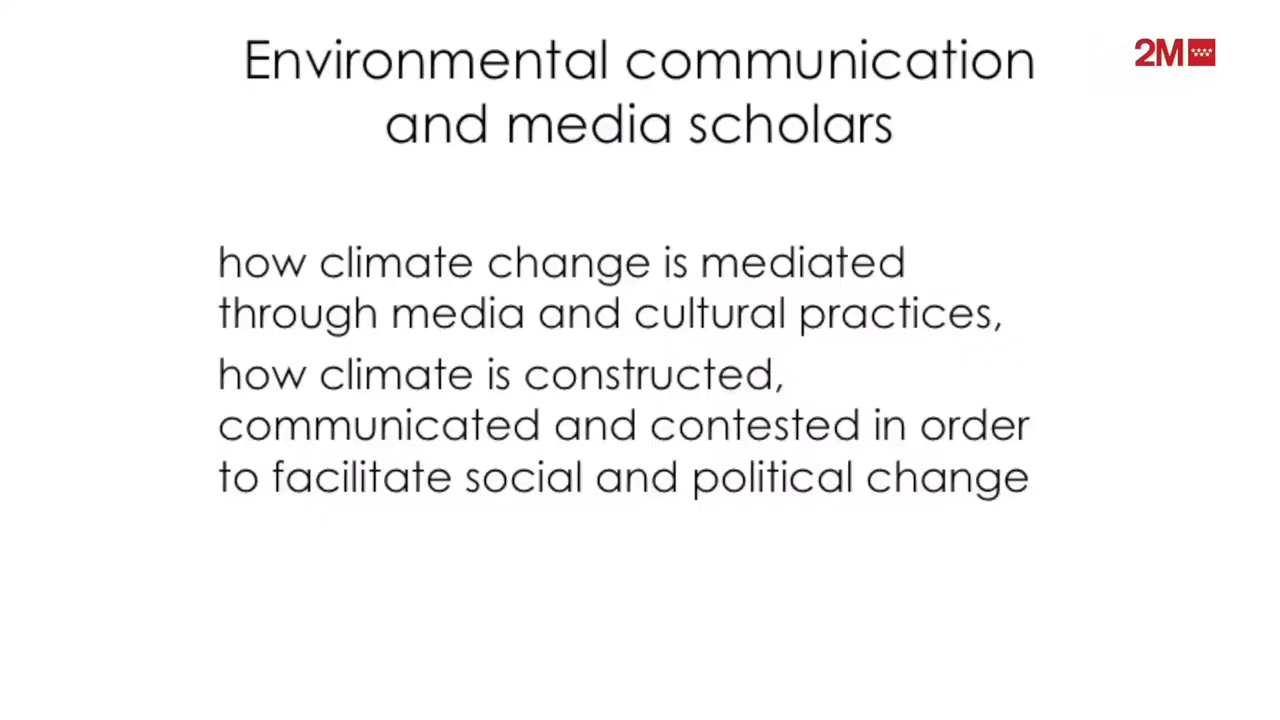 Environmental communication
and media scholars
2M
how climate change is mediated
through media and cultural practices,
how climate is constructed,
communicated and contested in order
to facilitate social and political change